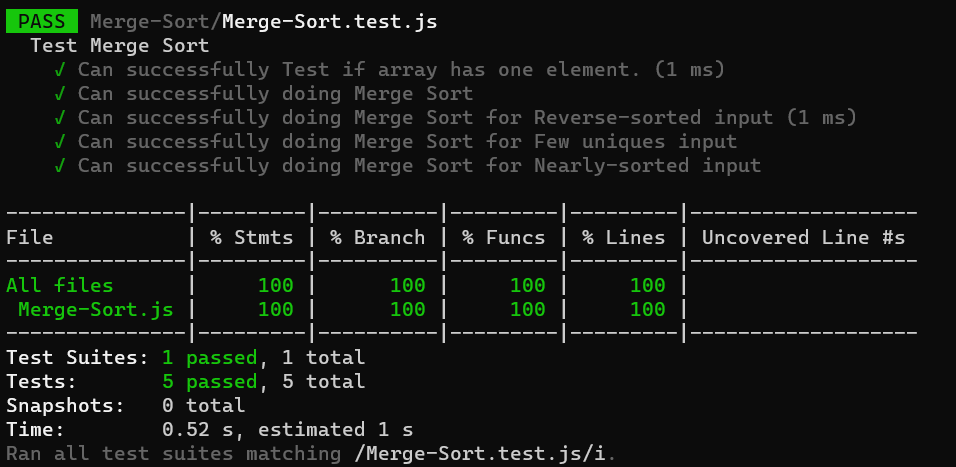 PASS Merge-Sort/Merge-Sort.test.js
Test Merge Sort
√ Can successfully Test if array has one element. (1 ms)
√ Can successfully doing Merge Sort
√ Can successfully doing Merge Sort for Reverse-sorted input (1 ms)
√ Can successfully doing Merge Sort for Few uniques input
√ Can successfully doing Merge Sort for Nearly-sorted input
---------------|---------|----------|---------|---------|-------------------
File           | % Stmts | % Branch | % Funcs | % Lines | Uncovered Line #s
---------------|---------|----------|---------|---------|-------------------
All files      |     100 |      100 |     100 |     100 |
 Merge-Sort.js |     100 |      100 |     100 |     100 |
---------------|---------|----------|---------|---------|-------------------
Test Suites: 1 passed, 1 total
Tests:       5 passed, 5 total
Snapshots:   0 total
Time:        0.52 s, estimated 1 s
Ran all test suites matching /Merge-Sort.test.js/i.